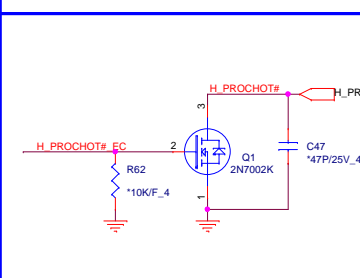 H_PROCHOT#
H_PR
3
H_PROCHOT#_EC
2
C47
*47P/25V_4
Q1
2N7002K
R62
*10K/F_4
1